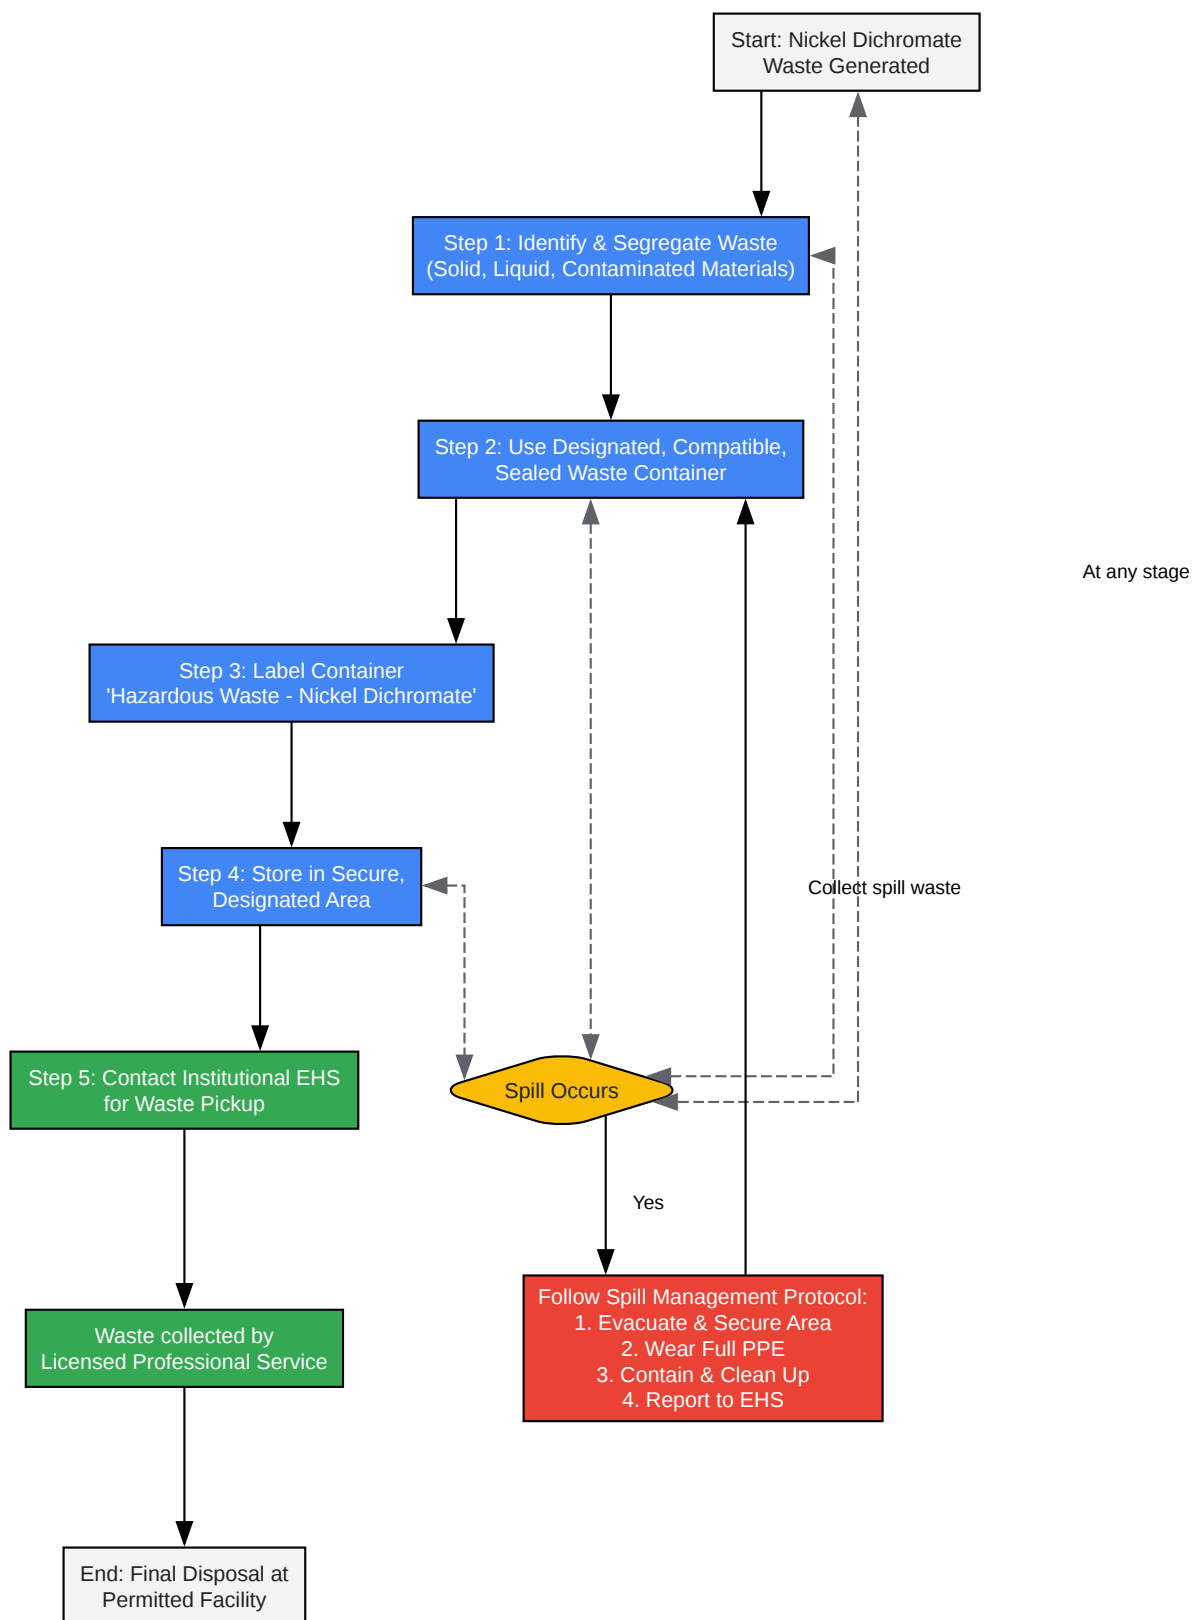 Start: Nickel Dichromate
Waste Generated
Step 1: Identify & Segregate Waste
(Solid, Liquid, Contaminated Materials)
Step 2: Use Designated, Compatible,
Sealed Waste Container
At any stage
Step 3: Label Container
'Hazardous Waste - Nickel Dichromate'
Step 4: Store in Secure,
Designated Area
Collect spill waste
Step 5: Contact Institutional EHS
for Waste Pickup
Spill Occurs
Yes
Follow Spill Management Protocol:
1. Evacuate & Secure Area
2. Wear Full PPE
3. Contain & Clean Up
4. Report to EHS
Waste collected by
Licensed Professional Service
End: Final Disposal at
Permitted Facility